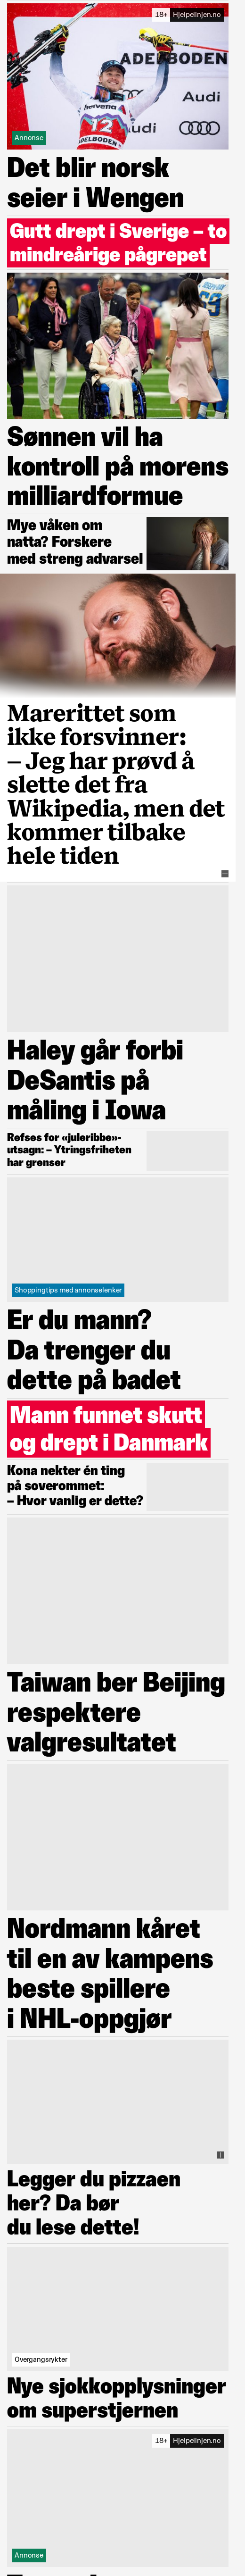 18+ Hjelpelinjen.no
ADELBODEN
Audi
helvetia
12
Audi
ADELBODEN
Annonse
Det blir norsk
seier i Wengen
Gutt drept i Sverige – to
mindreårige pågrepet
Sønnen vil ha
kontroll på morens
milliardformue
Mye våken om
natta? Forskere
med streng advarsel
Marerittet som
ikke forsvinner:
– Jeg har prøvd å
slette det fra
Wikipedia, men det
kommer tilbake
hele tiden
Haley går forbi
DeSantis på
måling i Iowa
Refses for «juleribbe»-
utsagn: – Ytringsfriheten
har grenser
Shoppingtips med annonselenker
Er du mann?
Da trenger du
dette på badet
Mann funnet skutt
og drept i Danmark
Kona nekter én ting
på soverommet:
– Hvor vanlig er dette?
Taiwan ber Beijing
respektere
valgresultatet
Nordmann kåret
til en av kampens
beste spillere
i NHL-oppgjør
Legger du pizzaen
her? Da bør
du lese dette!
Overgangsrykter
Nye sjokkopplysninger
om superstjernen
18+ Hjelpelinjen.no
Annonse